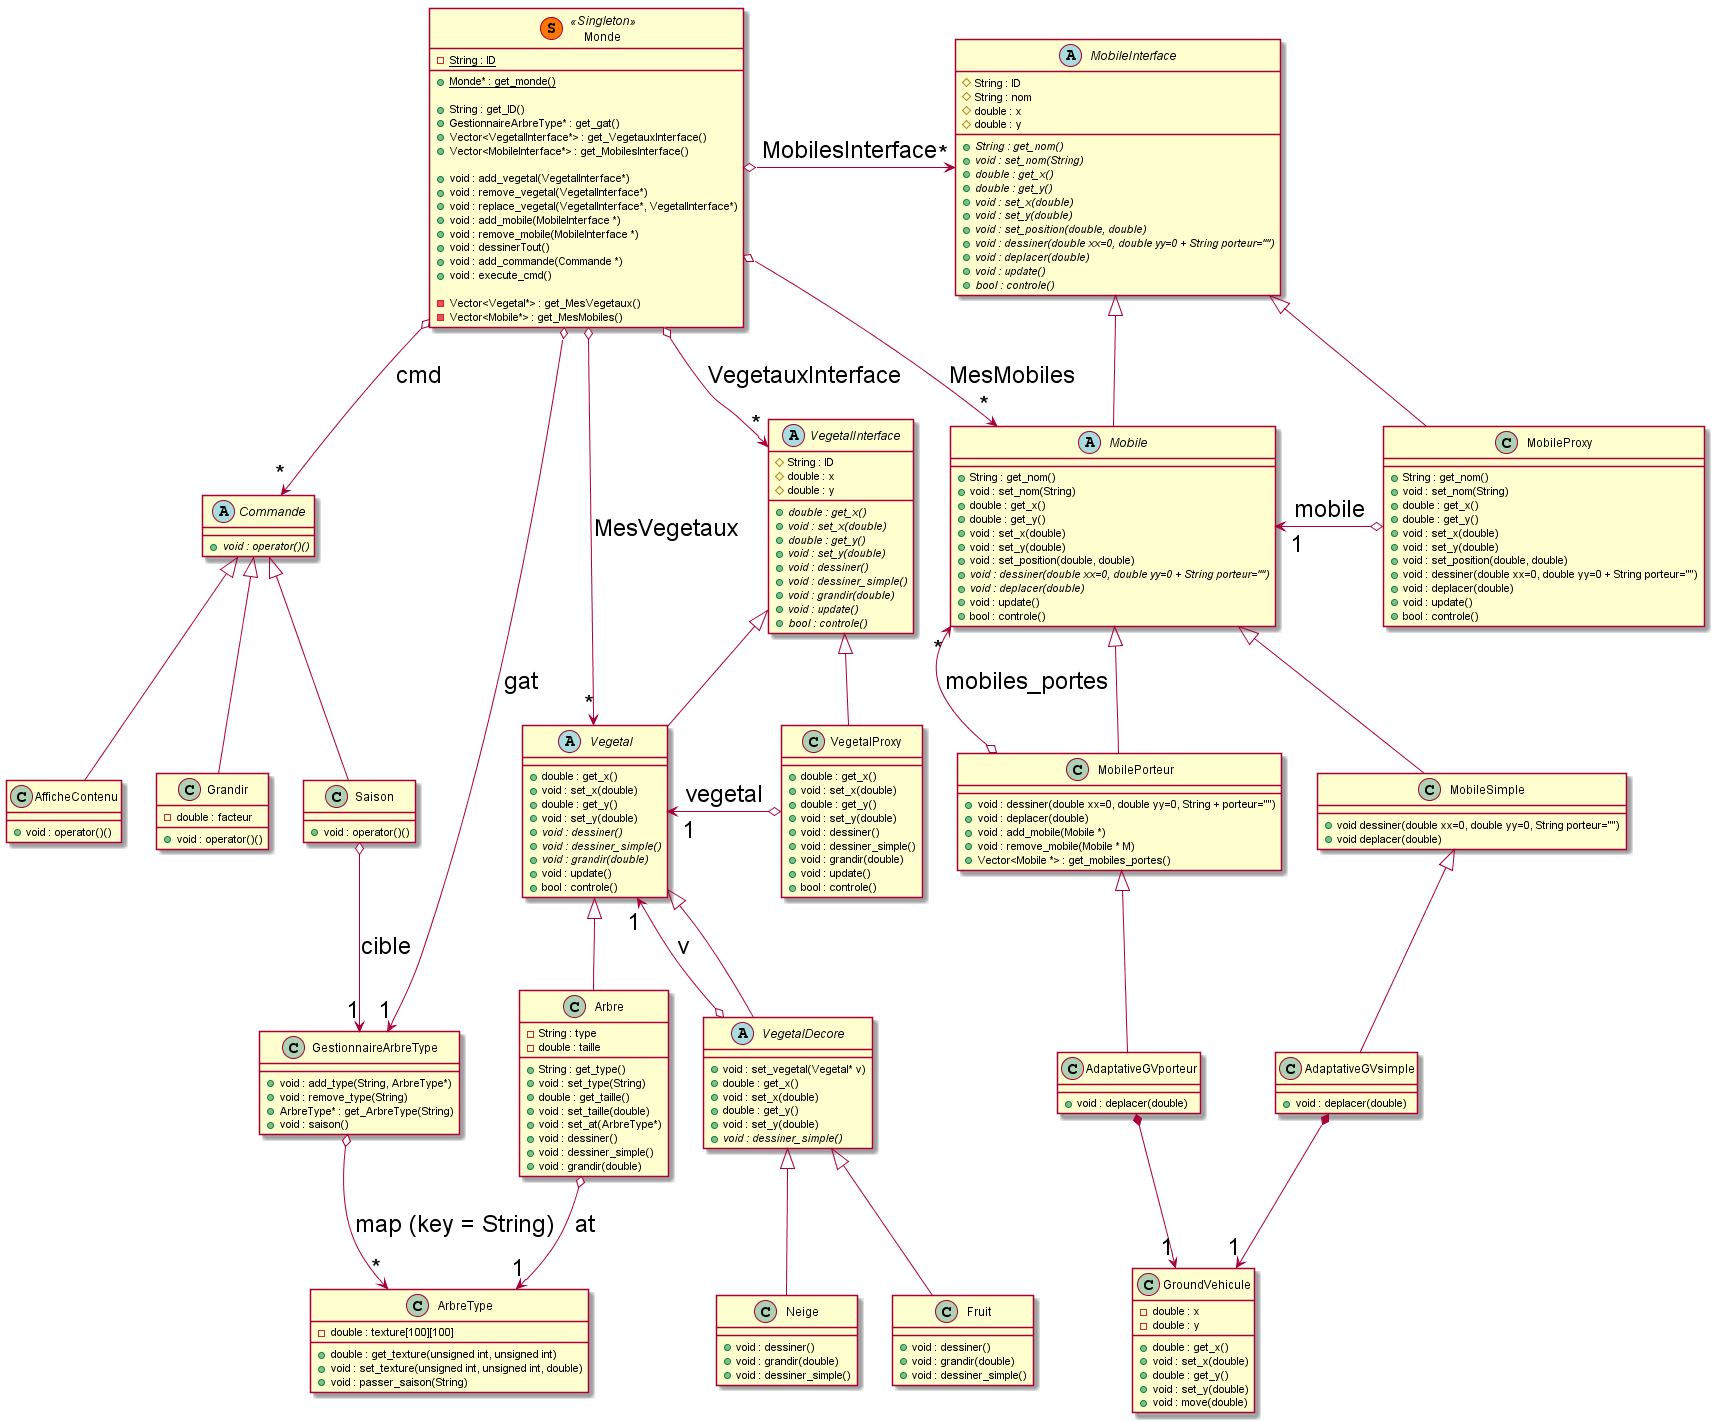 S
«Singleton»
Monde
String : ID
Monde* : get_monde()
String : get_ID()
GestionnaireArbreType* : get_gat()
Vector<VegetalInterface*> : get_VegetauxInterface()
Vector<MobileInterface*> : get_MobilesInterface()
void : add_vegetal(VegetalInterface*)
void : remove_vegetal(VegetalInterface*)
void : replace_vegetal(VegetalInterface*, VegetalInterface*)
void : add_mobile(MobileInterface *)
void : remove_mobile(MobileInterface *)
void : dessinerTout()
void : add_commande(Commande *)
void : execute_cmd()
Vector<Vegetal*> : get_MesVegetaux()
Vector<Mobile*> : get_MesMobiles()
MobilesInterface
*
A MobileInterface
String : ID
String : nom
double : x
double : y
String : get_nom()
void : set_nom(String)
double : get_x()
double : get_y()
void : set_x(double)
void : set_y(double)
void : set_position(double, double)
void : dessiner(double xx=0, double yy=0 + String porteur="")
void : deplacer(double)
void : update()
bool : controle()
cmd
*
VegetauxInterface
*
MesMobiles
*
A Commande
void : operator()()
MesVegetaux
*
A VegetalInterface
String : ID
double : x
double : y
double : get_x()
void : set_x(double)
double : get_y()
void : set_y(double)
void : dessiner()
void : dessiner_simple()
void : grandir(double)
void : update()
bool : controle()
A Mobile
String : get_nom()
void : set_nom(String)
double : get_x()
double : get_y()
void : set_x(double)
void : set_y(double)
void : set_position(double, double)
void : dessiner(double xx=0, double yy=0 + String porteur="")
void : deplacer(double)
void : update()
bool : controle()
mobile
1
C MobileProxy
String : get_nom()
void : set_nom(String)
double : get_x()
double : get_y()
void : set_x(double)
void : set_y(double)
void : set_position(double, double)
void : dessiner(double xx=0, double yy=0 + String porteur="")
void : deplacer(double)
void : update()
bool : controle()
gat
1
*
mobiles_portes
C AfficheContenu
void : operator()()
C Grandir
double : facteur
void : operator()()
C Saison
void : operator()()
cible
1
A Vegetal
double : get_x()
void : set_x(double)
double : get_y()
void : set_y(double)
void : dessiner()
void : dessiner_simple()
void : grandir(double)
void : update()
bool : controle()
vegetal
1
C VegetalProxy
double : get_x()
void : set_x(double)
double : get_y()
void : set_y(double)
void : dessiner()
void : dessiner_simple()
void : grandir(double)
void : update()
bool : controle()
C MobilePorteur
void : dessiner(double xx=0, double yy=0, String + porteur="")
void : deplacer(double)
void : add_mobile(Mobile *)
void : remove_mobile(Mobile * M)
Vector<Mobile *> : get_mobiles_portes()
C MobileSimple
void dessiner(double xx=0, double yy=0, String porteur="")
void deplacer(double)
1
v
C GestionnaireArbreType
void : add_type(String, ArbreType*)
void : remove_type(String)
ArbreType* : get_ArbreType(String)
void : saison()
C Arbre
String : type
double : taille
String : get_type()
void : set_type(String)
double : get_taille()
void : set_taille(double)
void : set_at(ArbreType*)
void : dessiner()
void : dessiner_simple()
void : grandir(double)
A VegetalDecore
void : set_vegetal(Vegetal* v)
double : get_x()
void : set_x(double)
double : get_y()
void : set_y(double)
void : dessiner_simple()
C AdaptativeGVporteur
void : deplacer(double)
C AdaptativeGVsimple
void : deplacer(double)
map (key = String)
*
at
1
1
1
C ArbreType
double : texture[100][100]
double : get_texture(unsigned int, unsigned int)
void : set_texture(unsigned int, unsigned int, double)
void : passer_saison(String)
C Neige
void : dessiner()
void : grandir(double)
void : dessiner_simple()
C Fruit
void : dessiner()
void : grandir(double)
void : dessiner_simple()
C GroundVehicule
double : x
double : y
double : get_x()
void : set_x(double)
double : get_y()
void : set_y(double)
void : move(double)